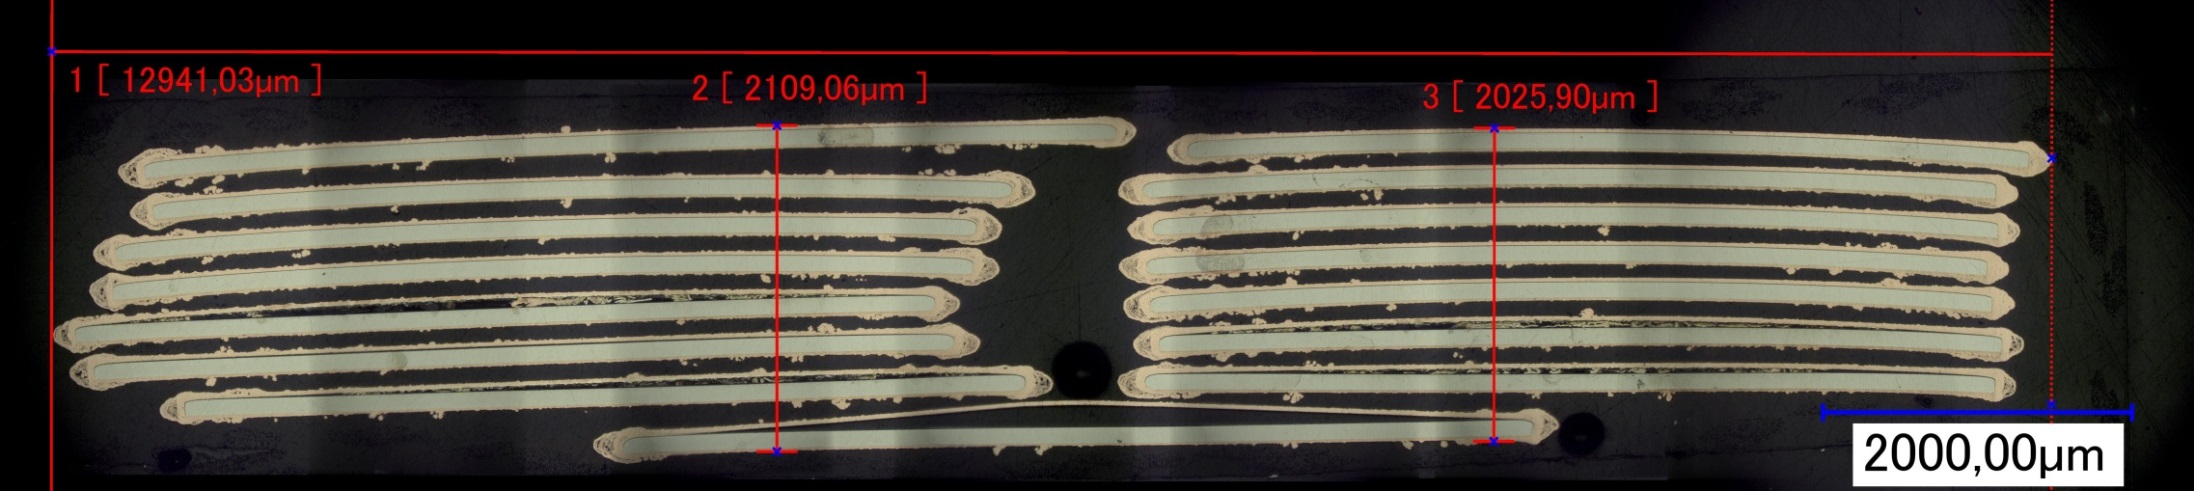 1 [ 12941,03µm ]
2 [ 2109,06µm ]
3 [ 2025,90µm ]
2000,00µm